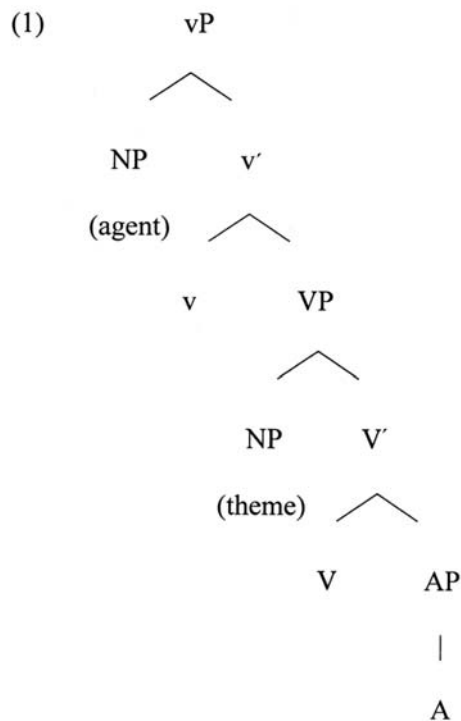 (1) vP
NP v′
(agent)
v VP
NP V′
(theme)
V AP
A